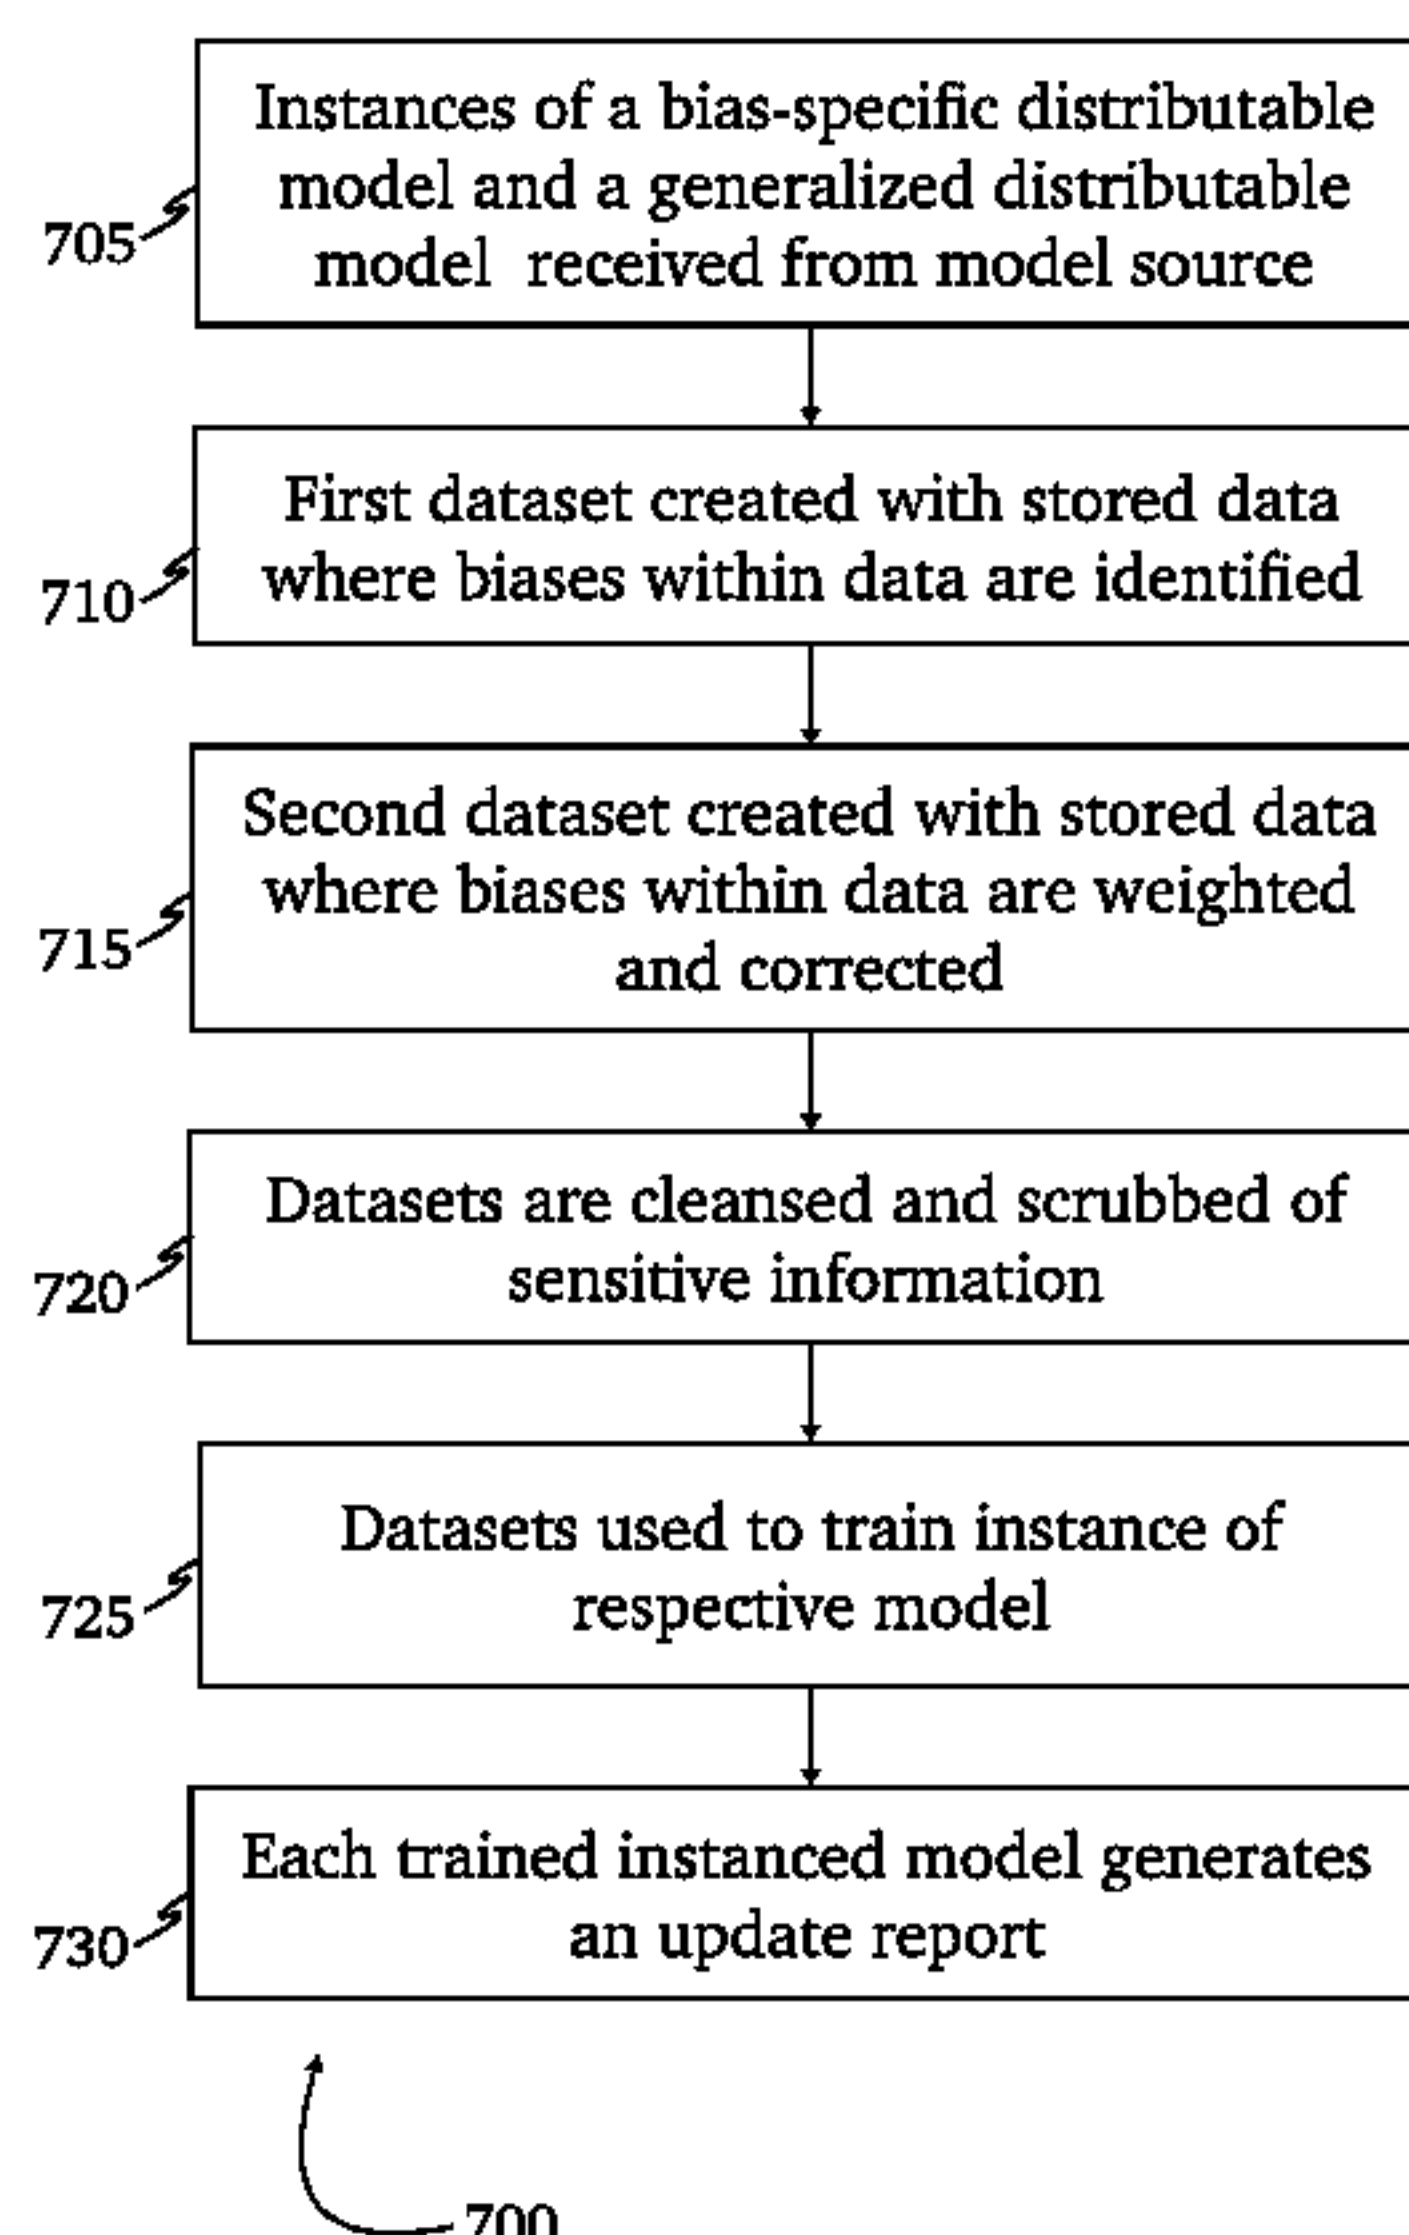 Instances of a bias-specific distributable
model and a generalized distributable
model received from model source
705
First dataset created with stored data
where biases within data are identified
710
Second dataset created with stored data
where biases within data are weighted
and corrected
715
Datasets are cleansed and scrubbed of
sensitive information
720
Datasets used to train instance of
respective model
725
Each trained instanced model generates
an update report
730
700